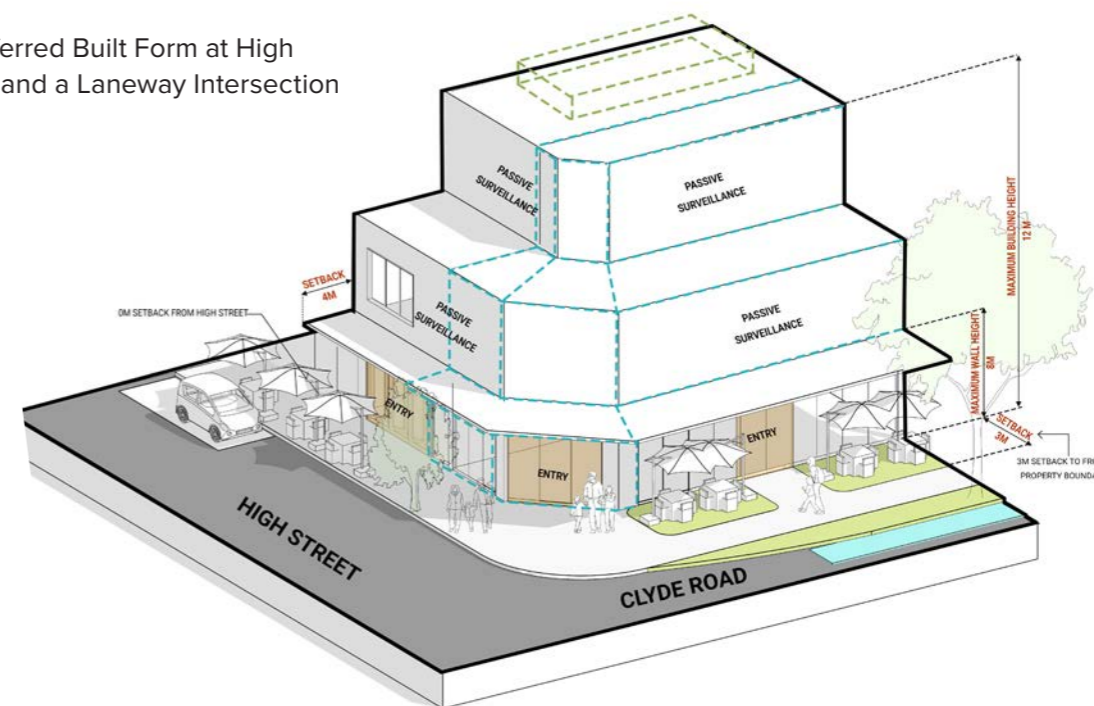 erred Built Form at High
and a Laneway Intersection
PASSIVE
SURVEILLANCE
PASSIVE
SURVEILLANCE
MAXIMUM BUILDING HEIGHT
12 M
SETBACK
4M
0M SETBACK FROM HIGH STREET
PASSIVE
SURVEILLANCE
PASSIVE
SURVEILLANCE
MAXIMUM WALL HEIGHT
8M
ENTRY
ENTRY
ENTRY
SETBACK
3M
3M SETBACK TO FR
PROPERTY BOUNDA
HIGH STREET
CLYDE ROAD